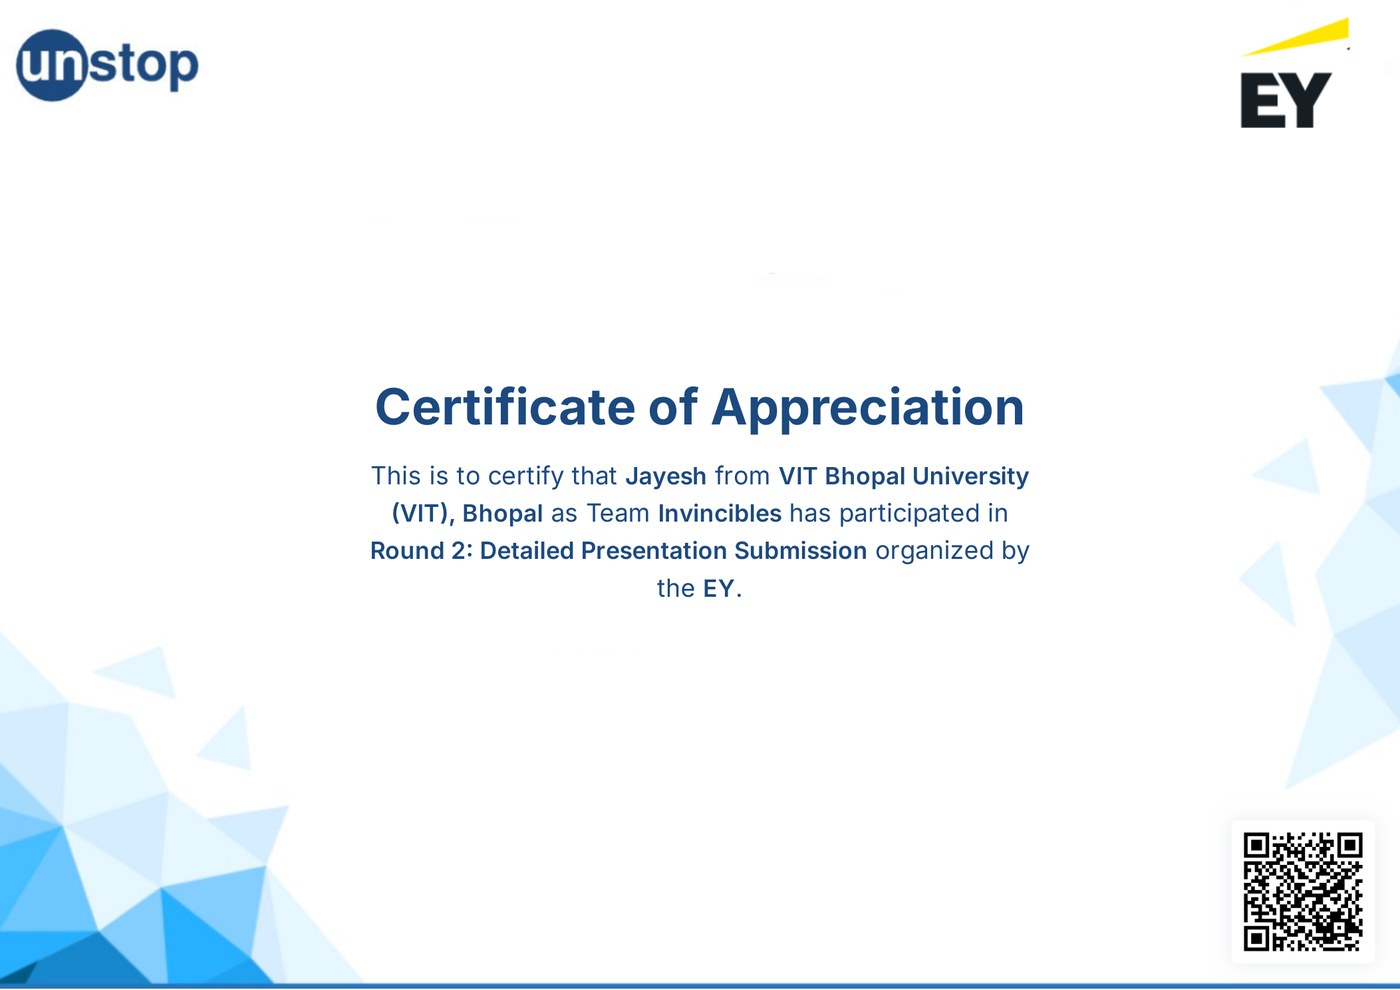 unstop
EY
Certificate of Appreciation
This is to certify that Jayesh from VIT Bhopal University
(VIT), Bhopal as Team Invincibles has participated in
Round 2: Detailed Presentation Submission organized by
the EY.